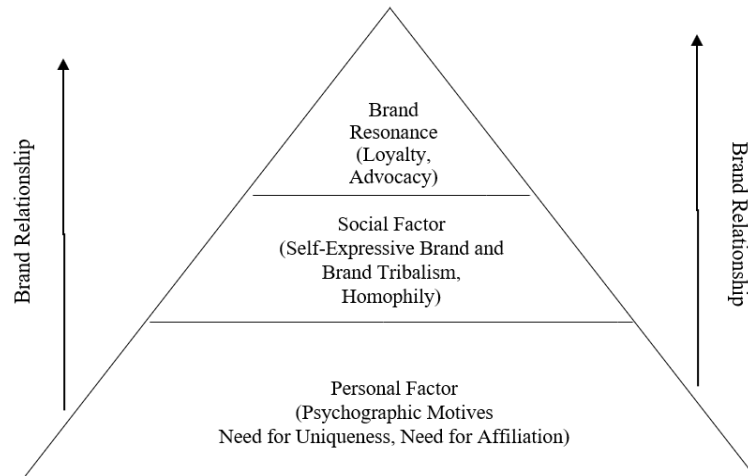 Brand
Resonance
(Loyalty,
Advocacy)
Social Factor
(Self-Expressive Brand and
Brand Tribalism,
Homophily)
Personal Factor
(Psychographic Motives
Need for Uniqueness, Need for Affiliation)
Brand Relationship
Brand Relationship